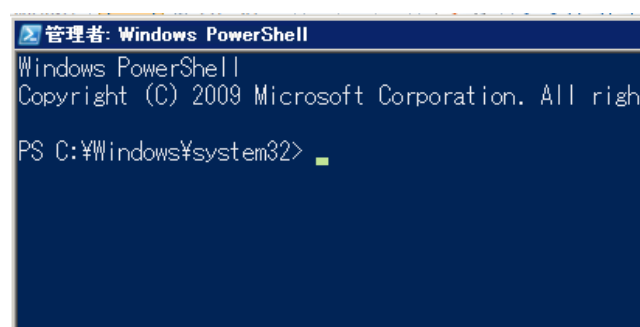 管理者: Windows PowerShell
Windows PowerShell
Copyright (C) 2009 Microsoft Corporation. All righ
PS C:¥Windows¥system32>